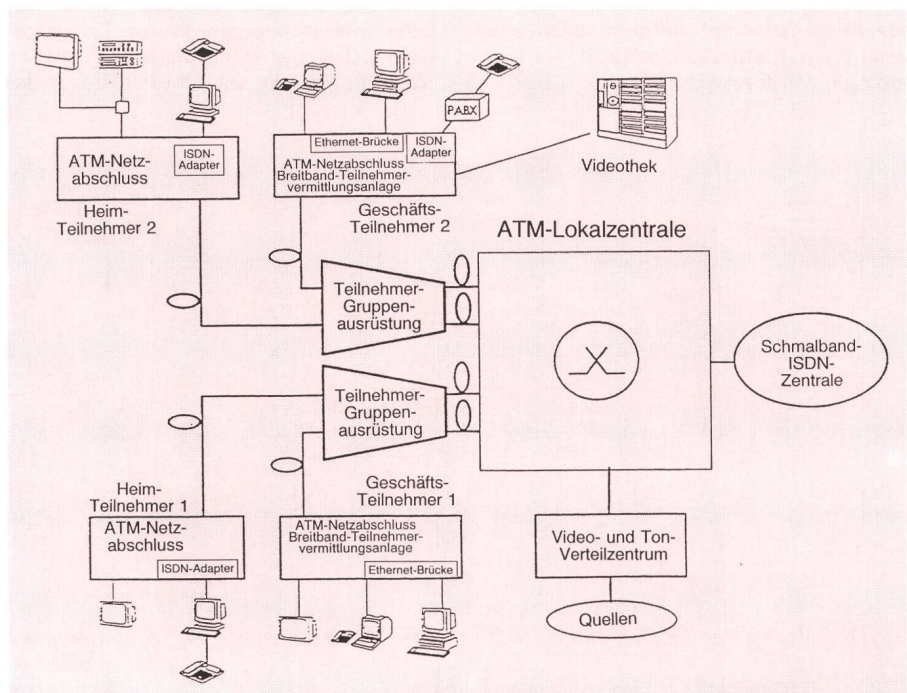 PABX
Ethernet-Brücke
ISDN-
Adapter
ATM-Netz-
abschluss
ISDN-
Adapter
ATM-Netzabschluss
Breitband-Teilnehmer-
vermittlungsanlage
Videothek
Heim-
Teilnehmer 2
Geschäfts-
Teilnehmer 2
ATM-Lokalzentrale
Teilnehmer-
Gruppen-
ausrüstung
Schmalband-
ISDN-
Zentrale
Teilnehmer-
Gruppen-
ausrüstung
Heim-
Teilnehmer 1
Geschäfts-
Teilnehmer 1
ATM-Netz-
abschluss
ISDN-Adapter
ATM-Netzabschluss
Breitband-Teilnehmer-
vermittlungsanlage
Ethernet-Brücke
Video- und Ton-
Verteilzentrum
Quellen